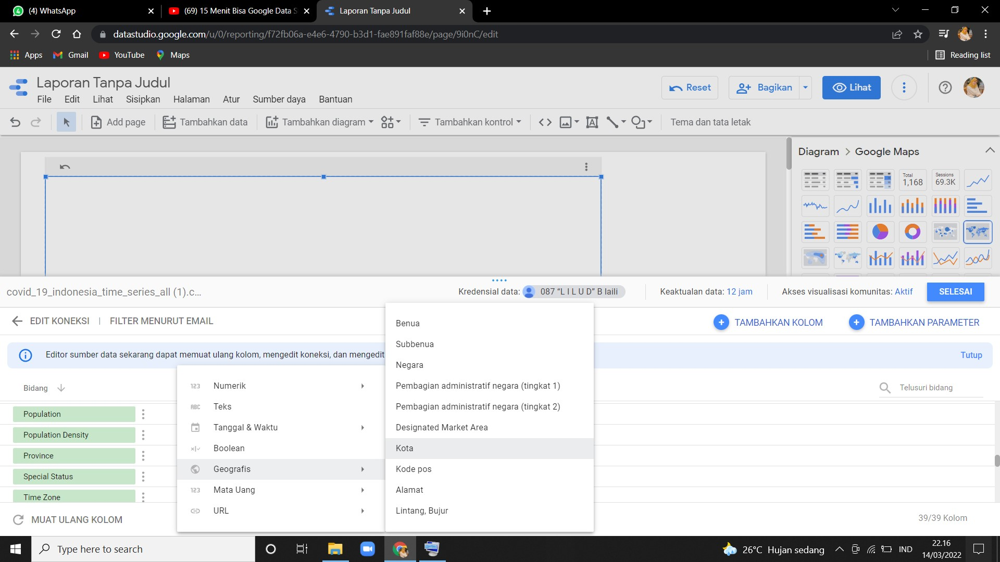 (4) WhatsApp
(69) 15 Menit Bisa Google Data S
Laporan Tanpa Judul
datastudio.google.com/u/0/reporting/f72fb06a-e4e6-4790-b3d1-fae891faf88e/page/9i0nC/edit
Apps
Gmail
YouTube
Maps
Reading list
Laporan Tanpa Judul
File
Edit
Lihat
Sisipkan
Halaman
Atur
Sumber daya
Bantuan
Reset
Bagikan
Lihat
Add page
Tambahkan data
Tambahkan diagram
Tambahkan kontrol
Tema dan tata letak
Diagram > Google Maps
Total
1,168
Sessions
69.3K
covid_19_indonesia_time_series_all (1).c...
Kredensial data: 087 “L I L U D” B laili
Keaktualan data: 12 jam
Akses visualisasi komunitas: Aktif
SELESAI
EDIT KONEKSI | FILTER MENURUT EMAIL
TAMBAHKAN KOLOM
TAMBAHKAN PARAMETER
Editor sumber data sekarang dapat memuat ulang kolom, mengedit koneksi, dan mengedit
Tutup
Bidang
Telusuri bidang
Population
Population Density
Province
Special Status
Time Zone
123 Numerik
ABC Teks
Tanggal & Waktu
Boolean
Geografis
123 Mata Uang
URL
Benua
Subbenua
Negara
Pembagian administratif negara (tingkat 1)
Pembagian administratif negara (tingkat 2)
Designated Market Area
Kota
Kode pos
Alamat
Lintang, Bujur
MUAT ULANG KOLOM
39/39 Kolom
Type here to search
26°C Hujan sedang
IND
22.16
14/03/2022